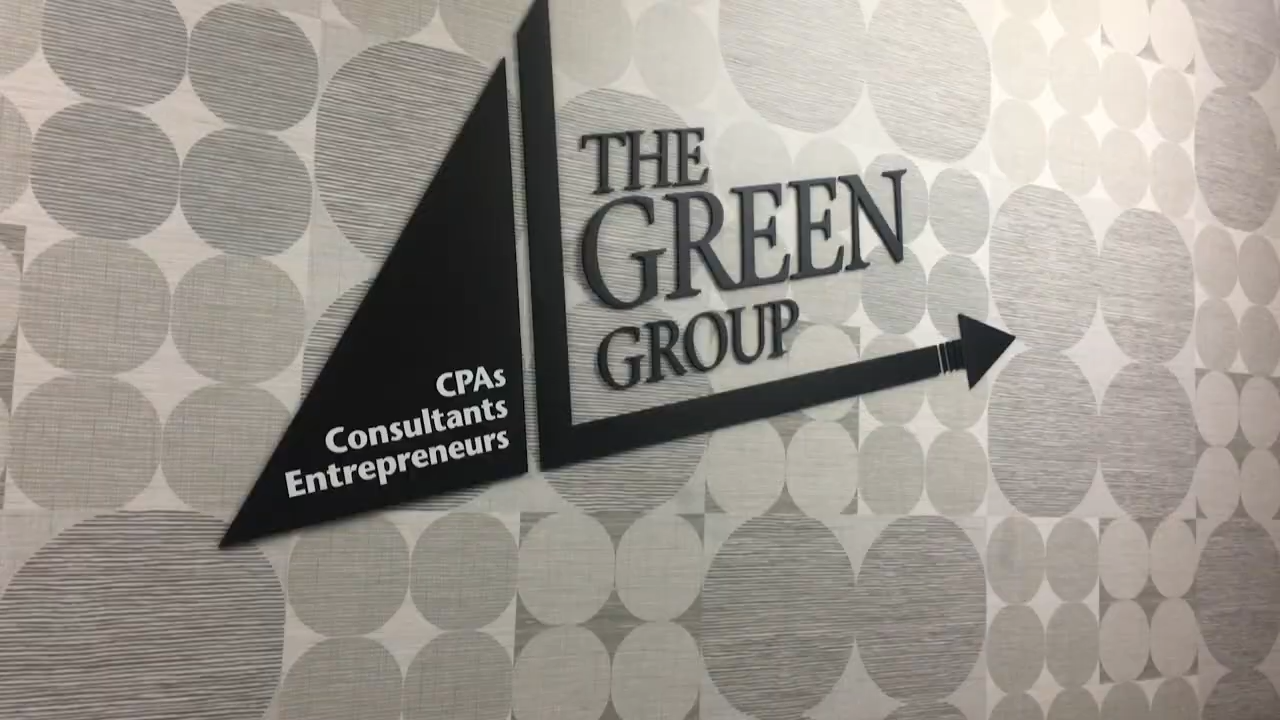 THE
GREEN
GROUP
CPAs
Consultants
Entrepreneurs